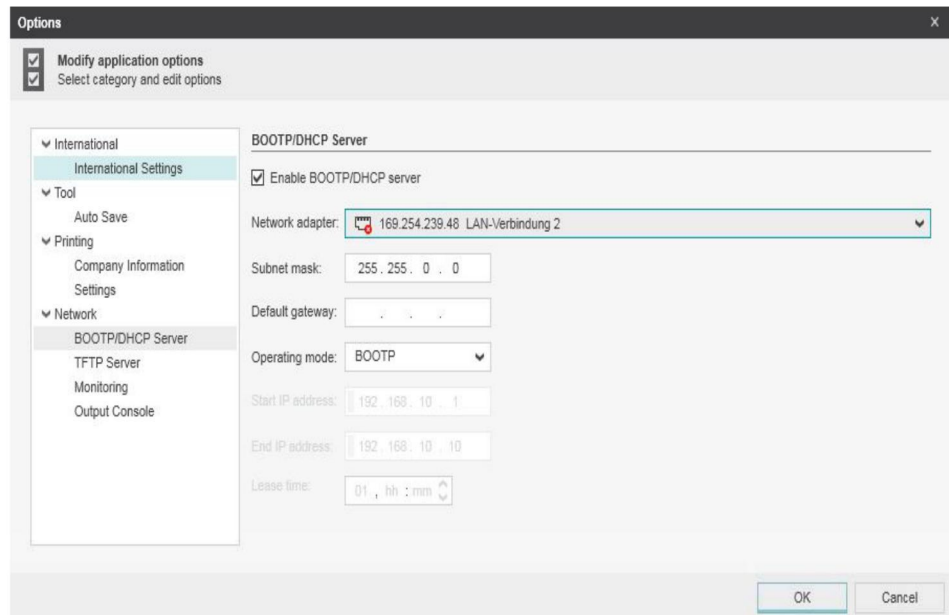 Options
X
Modify application options
Select category and edit options
International
International Settings
Tool
Auto Save
Printing
Company Information
Settings
Network
BOOTP/DHCP Server
TFTP Server
Monitoring
Output Console
BOOTP/DHCP Server
Enable BOOTP/DHCP server
Network adapter: 169.254.239.48 LAN-Verbindung 2
Subnet mask: 255 . 255 . 0 . 0
Default gateway: . . .
Operating mode: BOOTP
Start IP address: 192 . 168 . 10 . 1
End IP address: 192 . 168 . 10 . 10
Lease time: 01 , hh : mm
OK Cancel